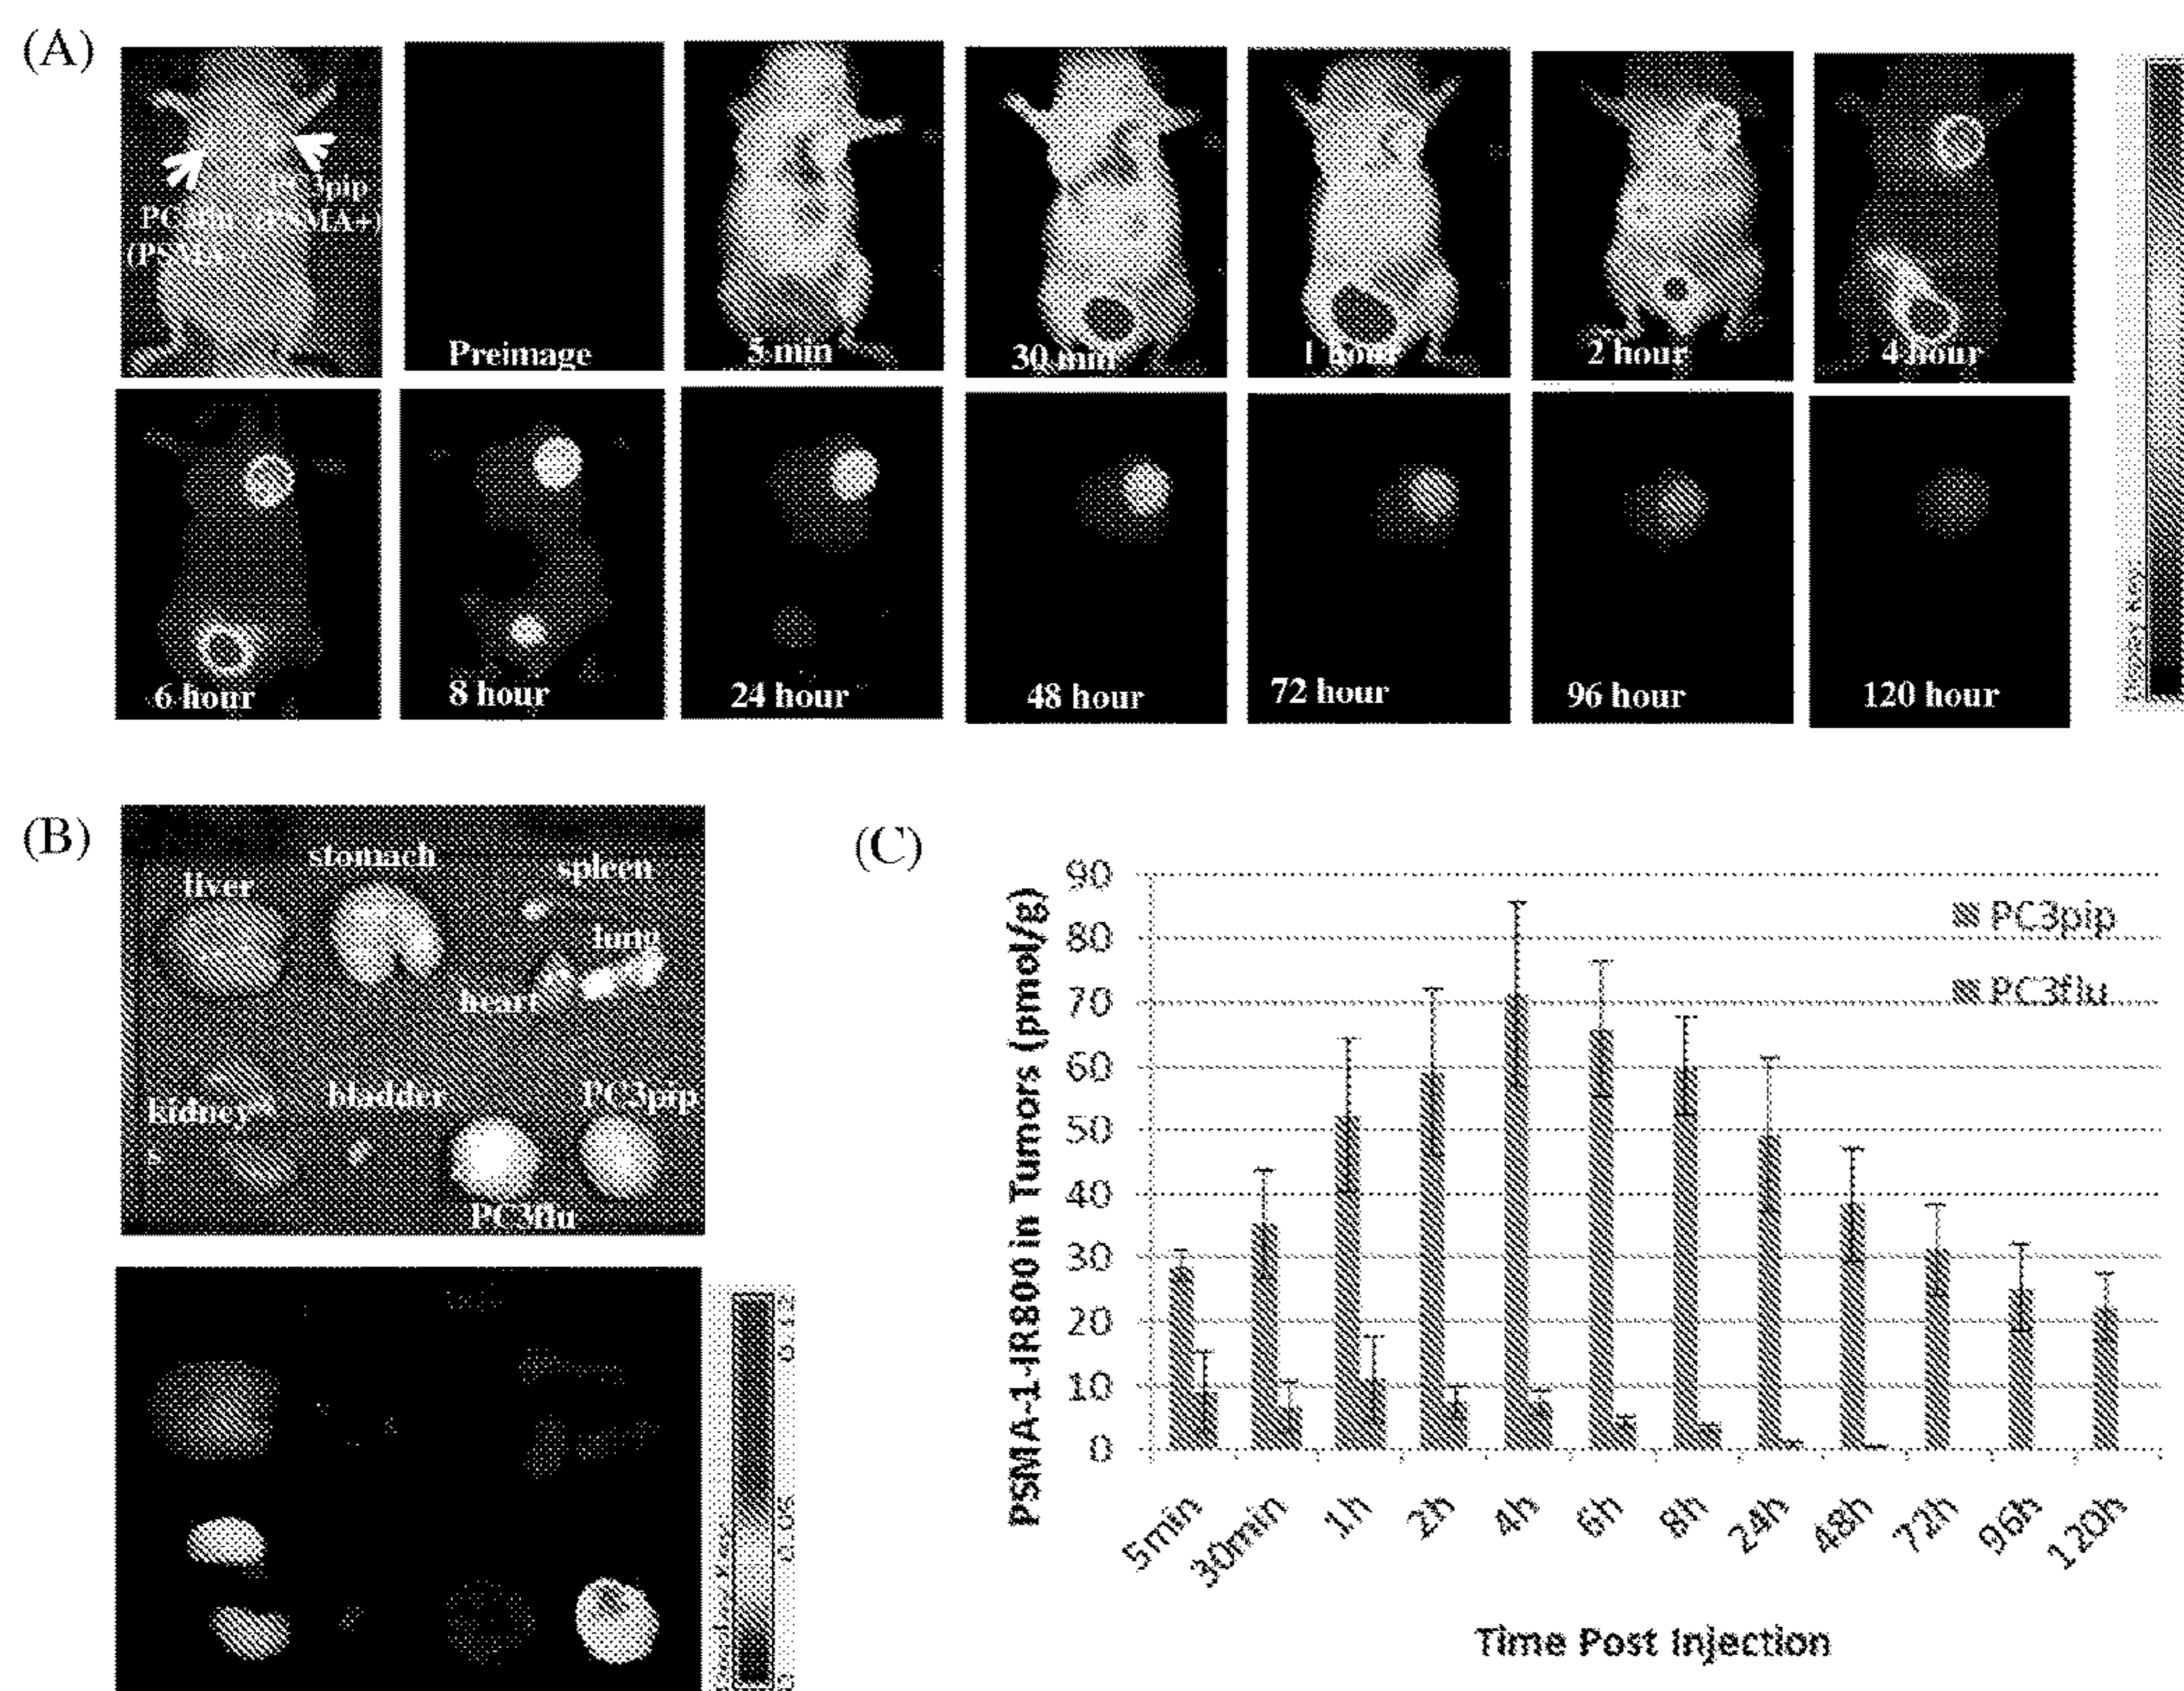 (A)
PC3pip
(PSMA+)
Preimage
5 min
30 min
1 hour
2 hour
4 hour
6 hour
8 hour
24 hour
48 hour
72 hour
96 hour
120 hour
(B)
stomach
spleen
liver
lung
heart
kidney
s
bladder
PC3pip
PC3flu
(C)
PSMA-1-IR800 in Tumors (pmol/g)
90
80
70
60
50
40
30
20
10
0
PC3pip
PC3flu
5min
30min
1h
2h
4h
6h
8h
24h
48h
72h
96h
120h
Time Post Injection